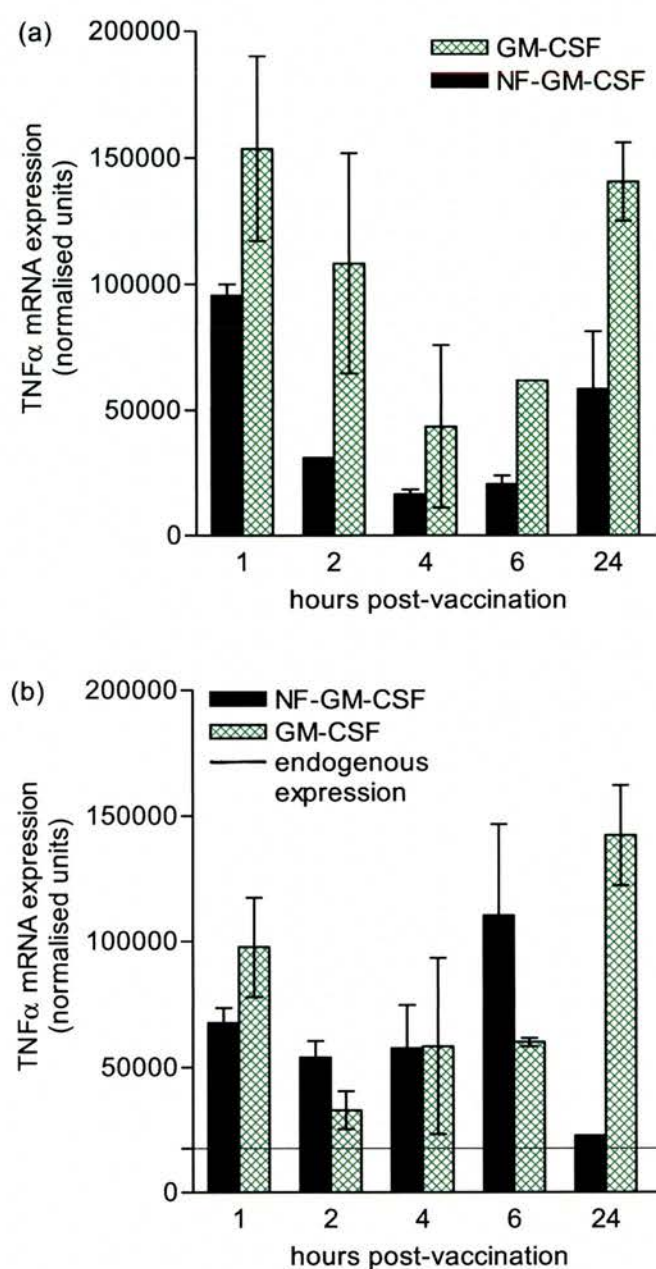 (a)
200000
150000
100000
50000
0
TNFα mRNA expression
(normalised units)
GM-CSF
NF-GM-CSF
1 2 4 6 24
hours post-vaccination
(b)
200000
150000
100000
50000
0
TNFα mRNA expression
(normalised units)
NF-GM-CSF
GM-CSF
endogenous
expression
1 2 4 6 24
hours post-vaccination